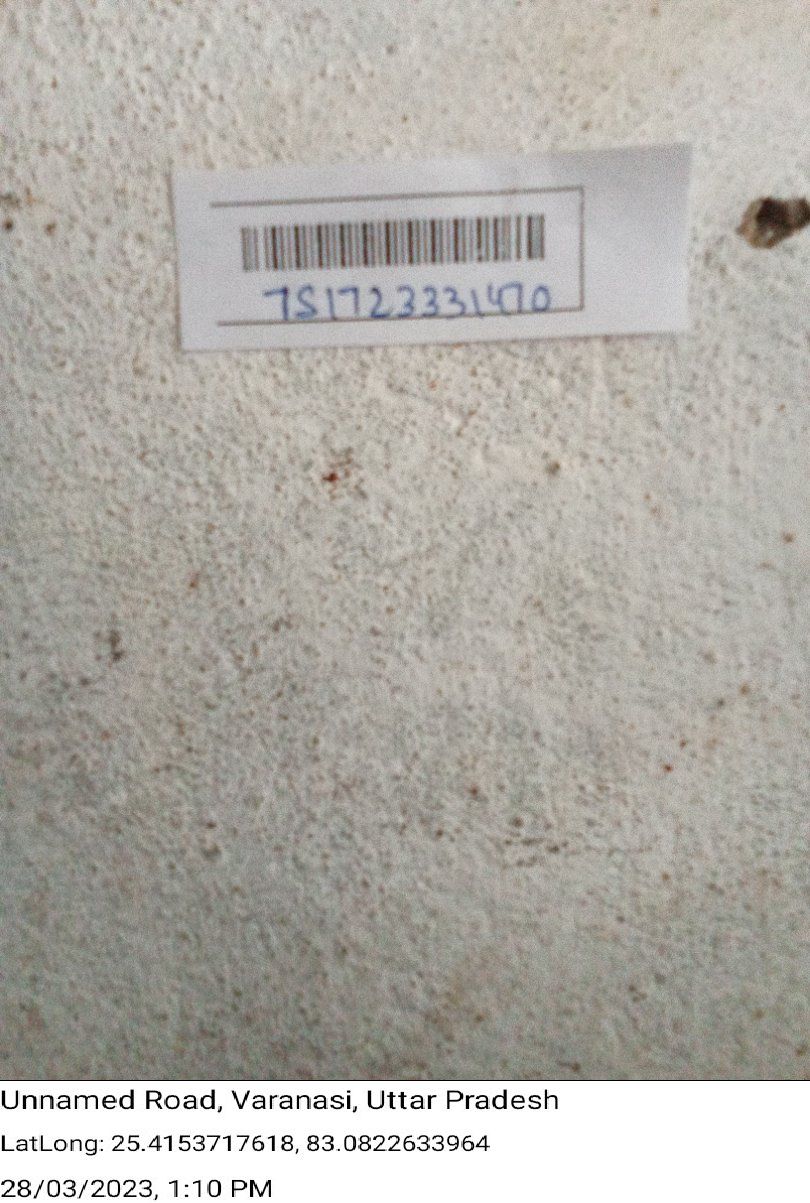 7S1723331470
Unnamed Road, Varanasi, Uttar Pradesh
LatLong: 25.4153717618, 83.0822633964
28/03/2023, 1:10 PM